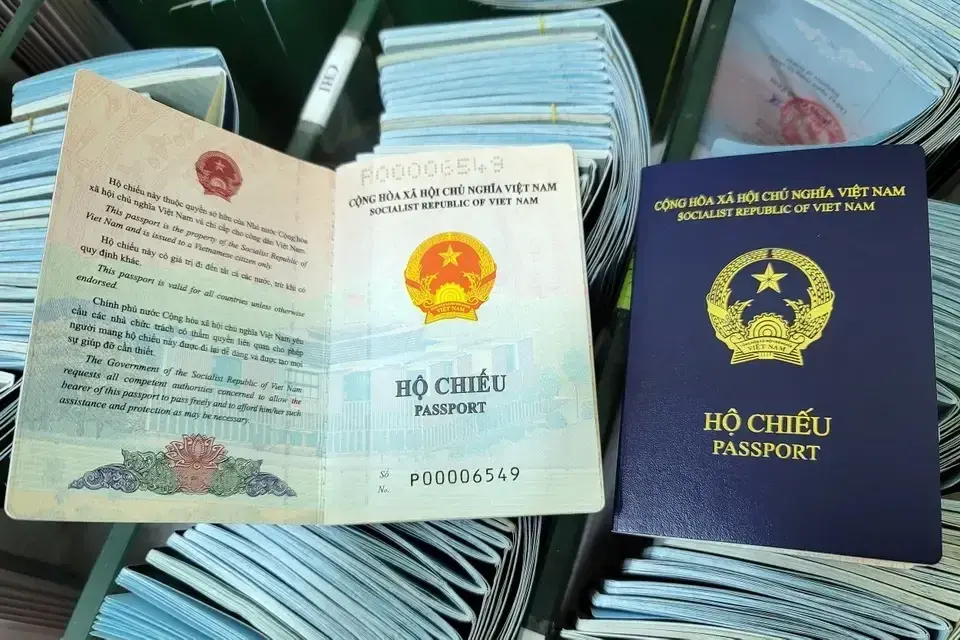 CHI
Hộ chiếu này thuộc quyền sở hữu của Nhà nước Cộng hòa
xã hội chủ nghĩa Việt Nam và chỉ cấp cho công dân Việt Nam.
This passport is the property of the Socialist Republic of
Viet Nam and is issued to a Vietnamese citizen only.
Hộ chiếu này có giá trị đi đến tất cả các nước, trừ khi có
quy định khác.
This passport is valid for all countries unless otherwise
endorsed.
Chính phủ nước Cộng hòa xã hội chủ nghĩa Việt Nam yêu
cầu các nhà chức trách có thẩm quyền liên quan cho phép
người mang hộ chiếu này được đi lại dễ dàng và được tạo mọi
sự giúp đỡ cần thiết.
The Government of the Socialist Republic of Viet Nam
requests all competent authorities concerned to allow the
bearer of this passport to pass freely and to afford him/her such
assistance and protection as may be necessary.
P00006549
CỘNG HÒA XÃ HỘI CHỦ NGHĨA VIỆT NAM
SOCIALIST REPUBLIC OF VIET NAM
VIỆT NAM
HỘ CHIẾU
PASSPORT
Số
No.
P00006549
CỘNG HÒA XÃ HỘI CHỦ NGHĨA VIỆT NAM
SOCIALIST REPUBLIC OF VIET NAM
VIỆT NAM
HỘ CHIẾU
PASSPORT